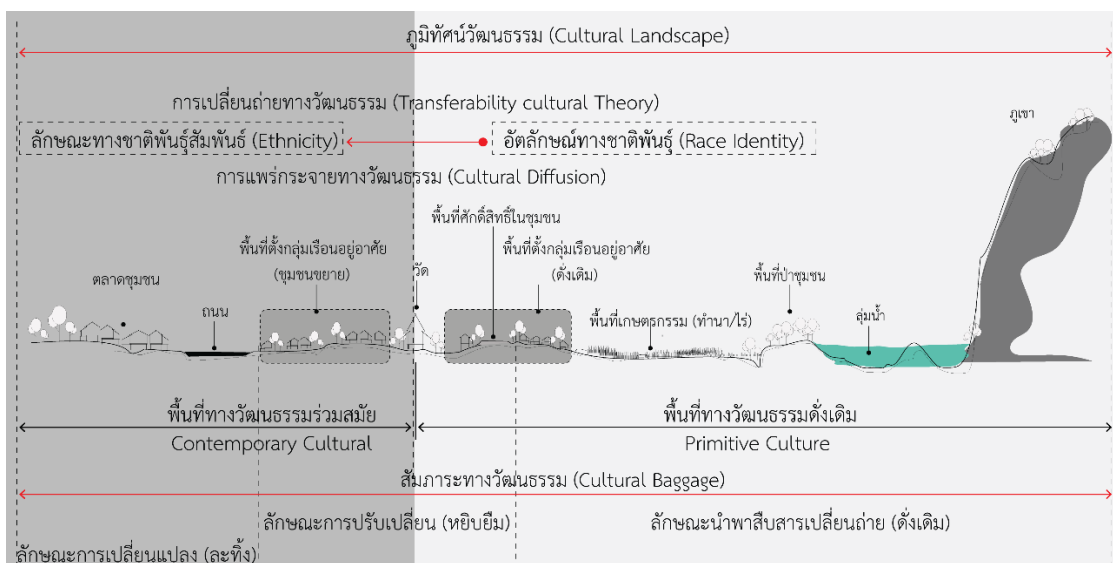 ภูมิทัศน์วัฒนธรรม (Cultural Landscape)
การเปลี่ยนถ่ายทางวัฒนธรรม (Transferability cultural Theory)
ลักษณะทางชาติพันธุ์สัมพันธ์ (Ethnicity)
อัตลักษณ์ทางชาติพันธุ์ (Race Identity)
การแพร่กระจายทางวัฒนธรรม (Cultural Diffusion)
ภูเขา
พื้นที่ศักดิ์สิทธิ์ในชุมชน
พื้นที่ตั้งกลุ่มเรือนอยู่อาศัย
(ชุมชนขยาย)
พื้นที่ตั้งกลุ่มเรือนอยู่อาศัย
(ดั่งเดิม)
ตลาดชุมชน
วัด
พื้นที่ป่าชุมชน
ถนน
พื้นที่เกษตรกรรม (ทำนา/ไร่)
ลุ่มน้ำ
พื้นที่ทางวัฒนธรรมร่วมสมัย
Contemporary Cultural
พื้นที่ทางวัฒนธรรมดั่งเดิม
Primitive Culture
สัมภาระทางวัฒนธรรม (Cultural Baggage)
ลักษณะการปรับเปลี่ยน (หยิบยืม)
ลักษณะนำพาสืบสารเปลี่ยนถ่าย (ดั่งเดิม)
ลักษณะการเปลี่ยนแปลง (ละทิ้ง)